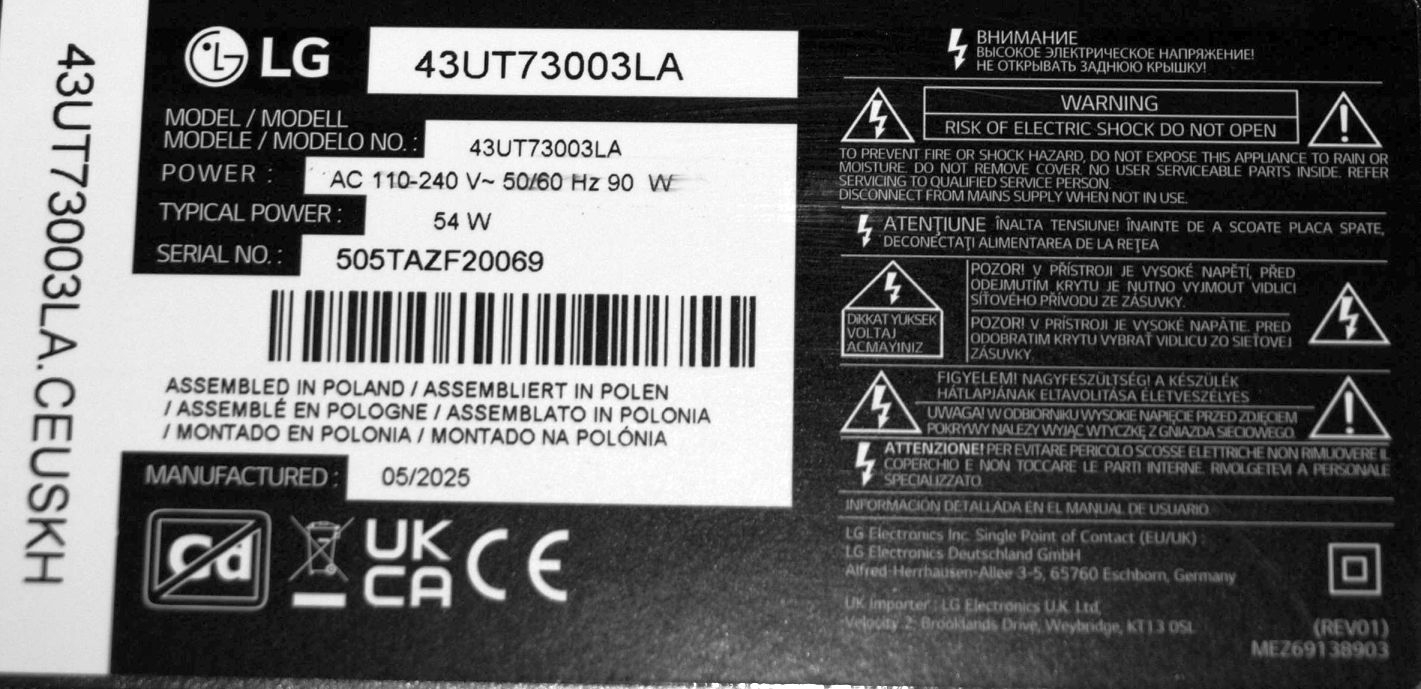 43UT73003LA.CEUSKH
LG
43UT73003LA
MODEL / MODELL
MODELE / MODELO NO. :
43UT73003LA
POWER :
AC 110-240 V~ 50/60 Hz 90 W
TYPICAL POWER :
54 W
SERIAL NO. :
505TAZF20069
ASSEMBLED IN POLAND / ASSEMBLIERT IN POLEN
/ ASSEMBLÉ EN POLOGNE / ASSEMBLATO IN POLONIA
/ MONTADO EN POLONIA / MONTADO NA POLÓNIA
MANUFACTURED :
05/2025
Cd
UK
CA
CE
ВНИМАНИЕ
ВЫСОКОЕ ЭЛЕКТРИЧЕСКОЕ НАПРЯЖЕНИЕ!
НЕ ОТКРЫВАТЬ ЗАДНЮЮ КРЫШКУ!
WARNING
RISK OF ELECTRIC SHOCK DO NOT OPEN
TO PREVENT FIRE OR SHOCK HAZARD, DO NOT EXPOSE THIS APPLIANCE TO RAIN OR
MOISTURE. DO NOT REMOVE COVER. NO USER SERVICEABLE PARTS INSIDE. REFER
SERVICING TO QUALIFIED SERVICE PERSON.
DISCONNECT FROM MAINS SUPPLY WHEN NOT IN USE.
ATENȚIUNE ÎNALTA TENSIUNE! ÎNAINTE DE A SCOATE PLACA SPATE,
DECONECTAȚI ALIMENTAREA DE LA REȚEA
DIKKAT YÜKSEK
VOLTAJ
ACMAYINIZ
POZOR! V PŘÍSTROJI JE VYSOKÉ NAPĚTÍ, PŘED
ODEJMUTÍM KRYTU JE NUTNO VYJMOUT VIDLICI
SÍŤOVÉHO PŘÍVODU ZE ZÁSUVKY.
POZOR! V PRÍSTROJI JE VYSOKÉ NAPÄTIE. PRED
ODOBRATIM KRYTU VYBRAŤ VIDLICU ZO SIEŤOVEJ
ZÁSUVKY.
FIGYELEM! NAGYFESZÜLTSÉG! A KÉSZÜLÉK
HÁTLAPJÁNAK ELTAVOLITÁSA ÉLETVESZÉLYES
UWAGA! W ODBIORNIKU WYSOKIE NAPIĘCIE PRZED ZDJĘCIEM
POKRYWY NALEZY WYJĄC WTYCZKĘ Z GNIAZDA SIECIOWEGO.
ATTENZIONE! PER EVITARE PERICOLO SCOSSE ELETTRICHE NON RIMUOVERE IL
COPERCHIO E NON TOCCARE LE PARTI INTERNE. RIVOLGETEVI A PERSONALE
SPECIALIZZATO
INFORMACIÓN DETALLADA EN EL MANUAL DE USUARIO
LG Electronics Inc. Single Point of Contact (EU/UK) :
LG Electronics Deutschland GmbH
Alfred-Herrhausen-Allee 3-5, 65760 Eschborn, Germany
UK Importer : LG Electronics U.K. Ltd.
Velocity 2, Brooklands Drive, Weybridge, KT13 0SL
(REV01)
MEZ69138903